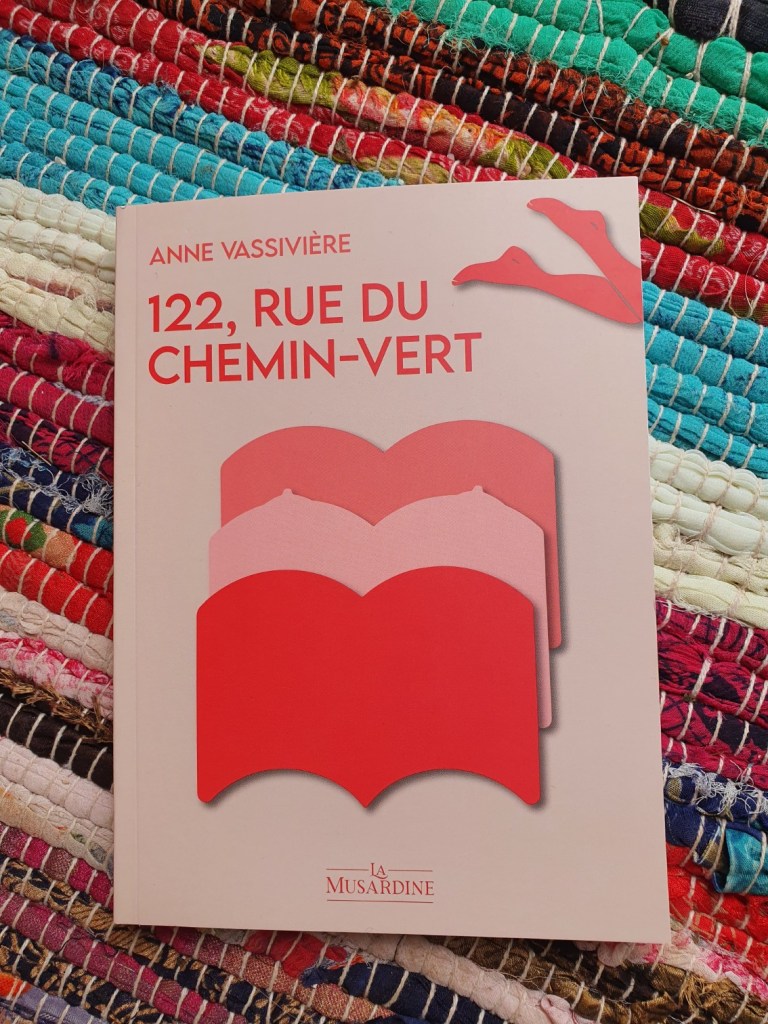 ANNE VASSIVIÈRE
122, RUE DU
CHEMIN-VERT
LA
MUSARDINE